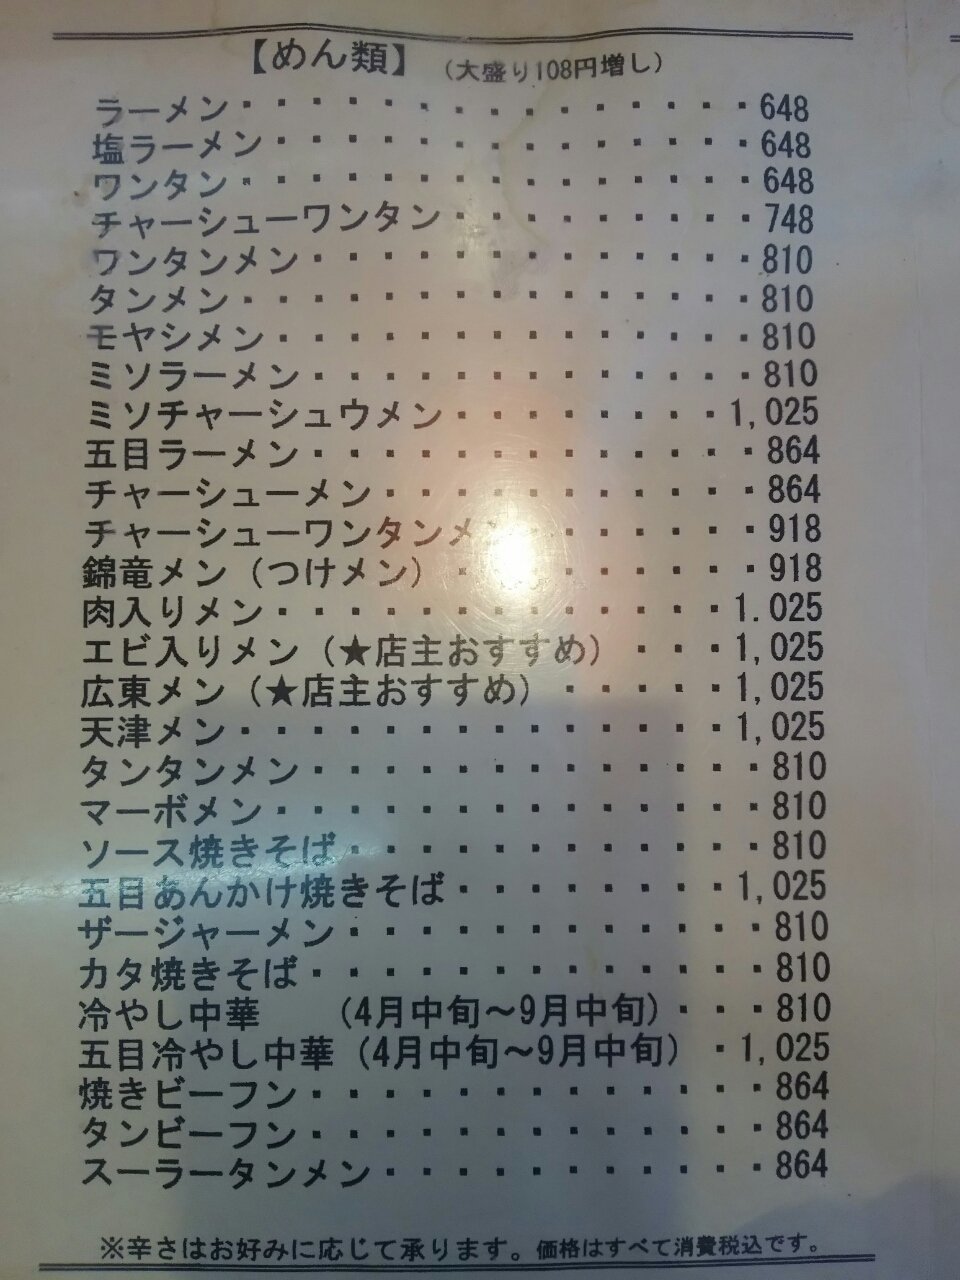 【めん類】 (大盛り108円増し)
ラーメン・・・・・・・・・・・・・・・648
塩ラーメン・・・・・・・・・・・・・・648
ワンタン・・・・・・・・・・・・・・・648
チャーシューワンタン・・・・・・・・・748
ワンタンメン・・・・・・・・・・・・・810
タンメン・・・・・・・・・・・・・・・810
モヤシメン・・・・・・・・・・・・・・810
ミソラーメン・・・・・・・・・・・・・810
ミソチャーシュウメン・・・・・・・・1,025
五目ラーメン・・・・・・・・・・・・・864
チャーシューメン・・・・・・・・・・・864
チャーシューワンタンメン・・・・・・・918
錦竜メン(つけメン)・・・・・・・・・918
肉入りメン・・・・・・・・・・・・・1.025
エビ入りメン(★店主おすすめ)・・・1,025
広東メン(★店主おすすめ)・・・・・1,025
天津メン・・・・・・・・・・・・・・1,025
タンタンメン・・・・・・・・・・・・・810
マーボメン・・・・・・・・・・・・・・810
ソース焼きそば・・・・・・・・・・・・810
五目あんかけ焼きそば・・・・・・・・1,025
ザージャーメン・・・・・・・・・・・・810
カタ焼きそば・・・・・・・・・・・・・810
冷やし中華 (4月中旬~9月中旬)・・・810
五目冷やし中華(4月中旬~9月中旬)・1,025
焼きビーフン・・・・・・・・・・・・・864
タンビーフン・・・・・・・・・・・・・864
スーラータンメン・・・・・・・・・・・864
※辛さはお好みに応じて承ります。価格はすべて消費税込です。